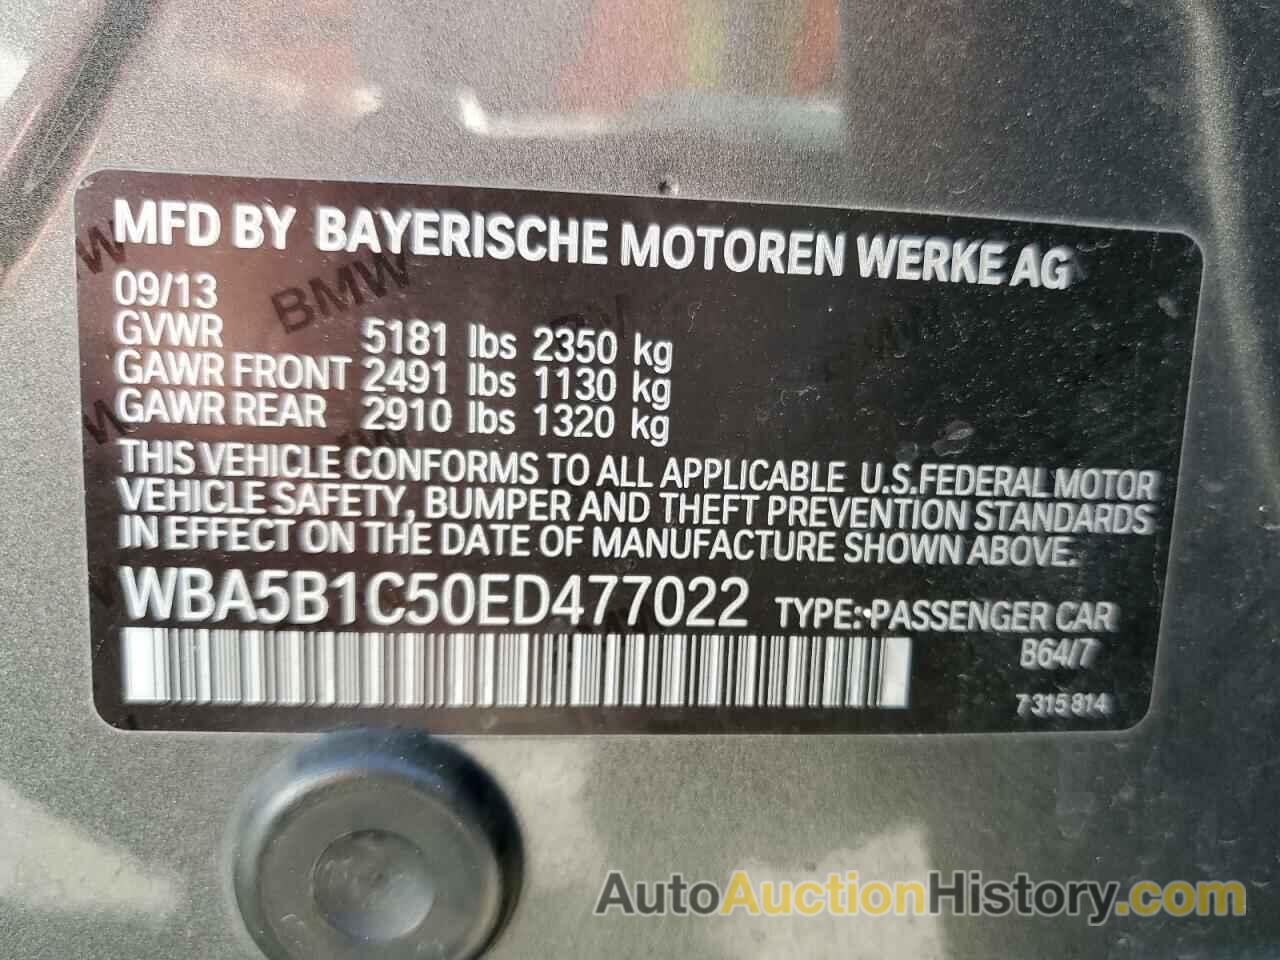 MFD BY BAYERISCHE MOTOREN WERKE AG
09/13
GVWR 5181 lbs 2350 kg
GAWR FRONT 2491 lbs 1130 kg
GAWR REAR 2910 lbs 1320 kg
THIS VEHICLE CONFORMS TO ALL APPLICABLE U.S.FEDERAL MOTOR
VEHICLE SAFETY, BUMPER AND THEFT PREVENTION STANDARDS
IN EFFECT ON THE DATE OF MANUFACTURE SHOWN ABOVE.
WBA5B1C50ED477022 TYPE: PASSENGER CAR
B64/7
7 315 814
BMW
AutoAuctionHistory.com